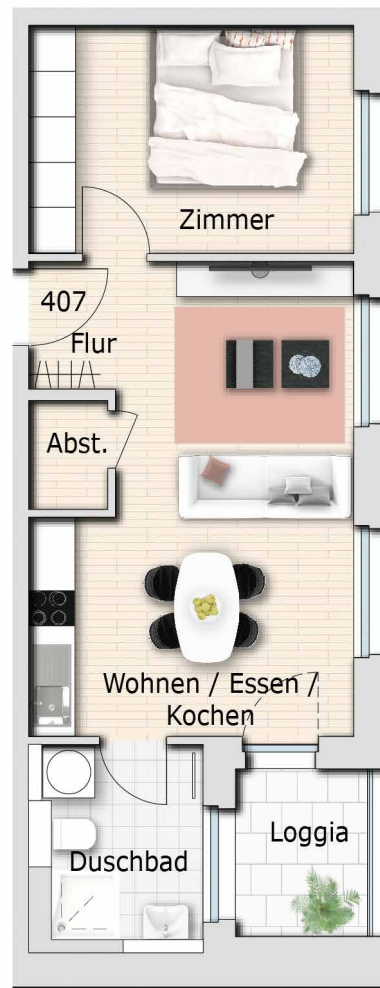 Zimmer
407
Flur
Abst.
Wohnen / Essen /
Kochen
Loggia
Duschbad